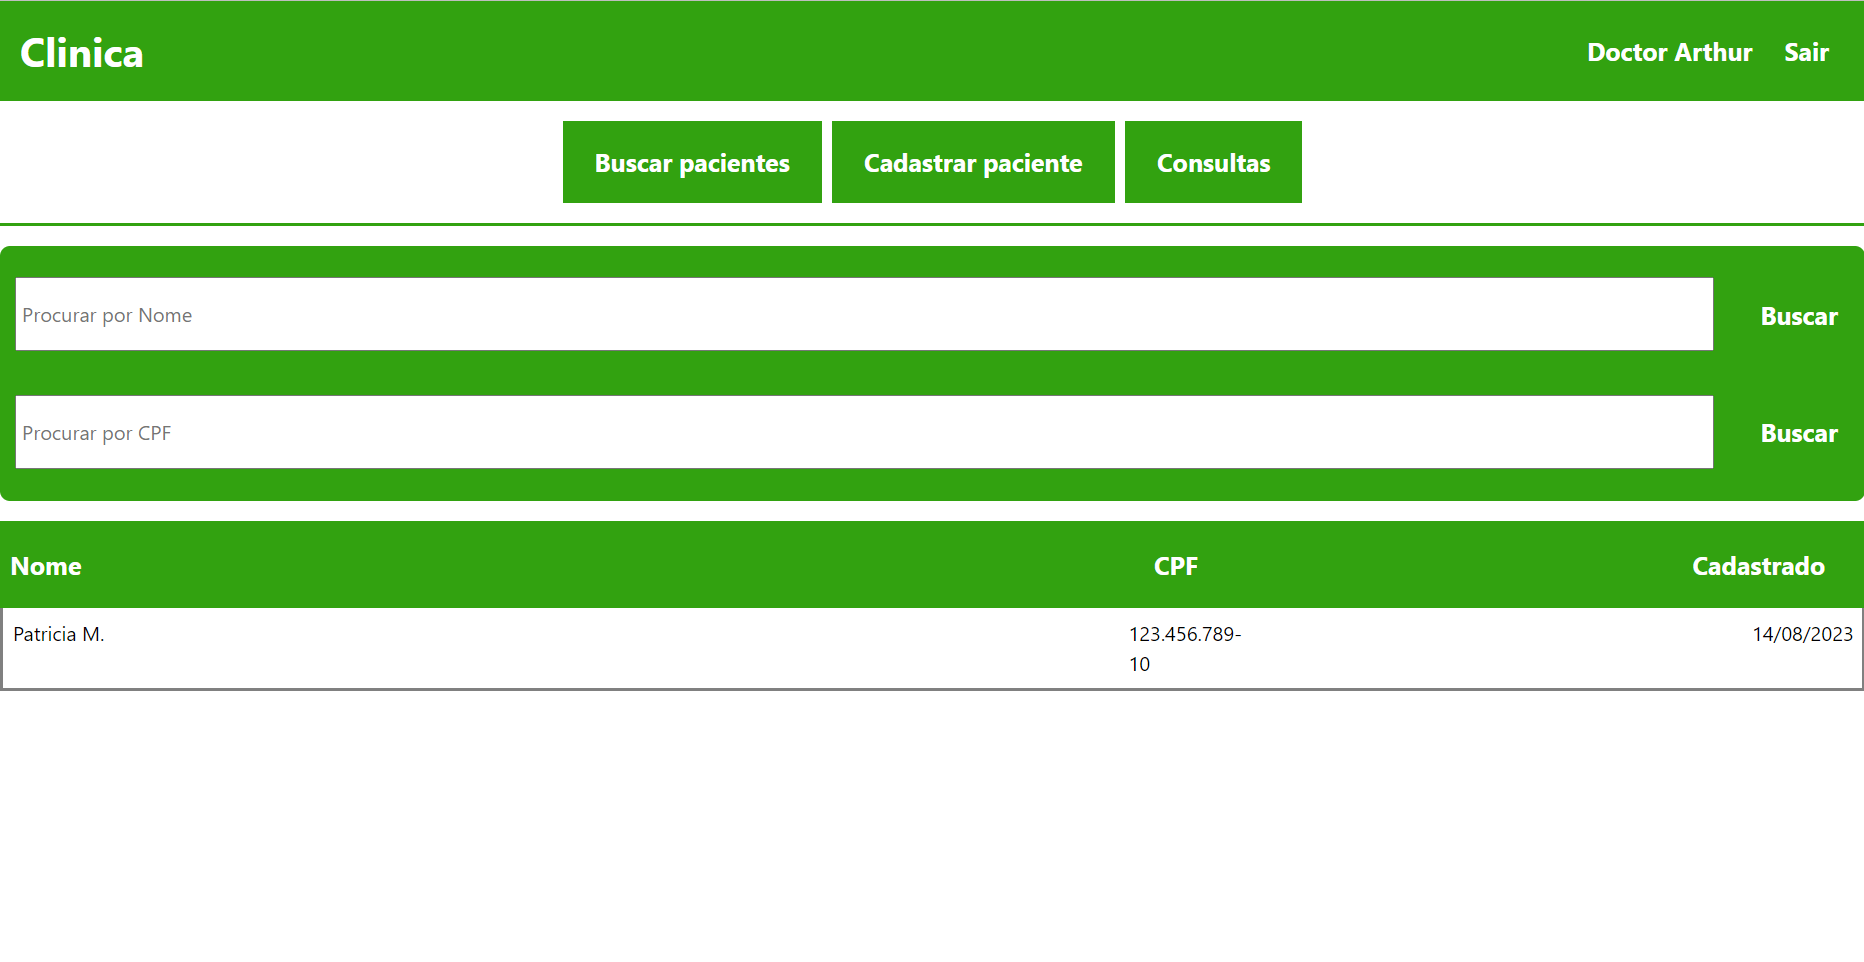 Clinica
Doctor Arthur Sair
Buscar pacientes Cadastrar paciente Consultas
Procurar por Nome Buscar
Procurar por CPF Buscar
Nome CPF Cadastrado
Patricia M. 123.456.789- 14/08/2023
10